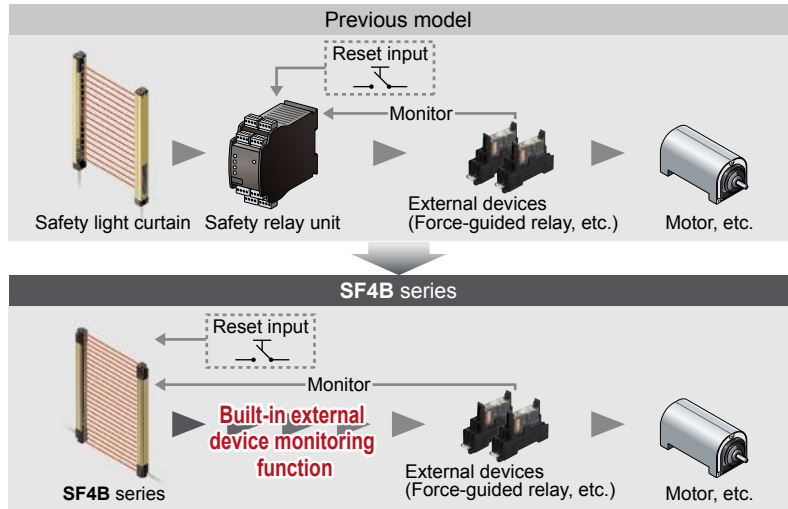 Previous model
Reset input
Monitor
Safety light curtain
Safety relay unit
External devices
(Force-guided relay, etc.)
Motor, etc.
SF4B series
Reset input
Monitor
Built-in external
device monitoring
function
SF4B series
External devices
(Force-guided relay, etc.)
Motor, etc.